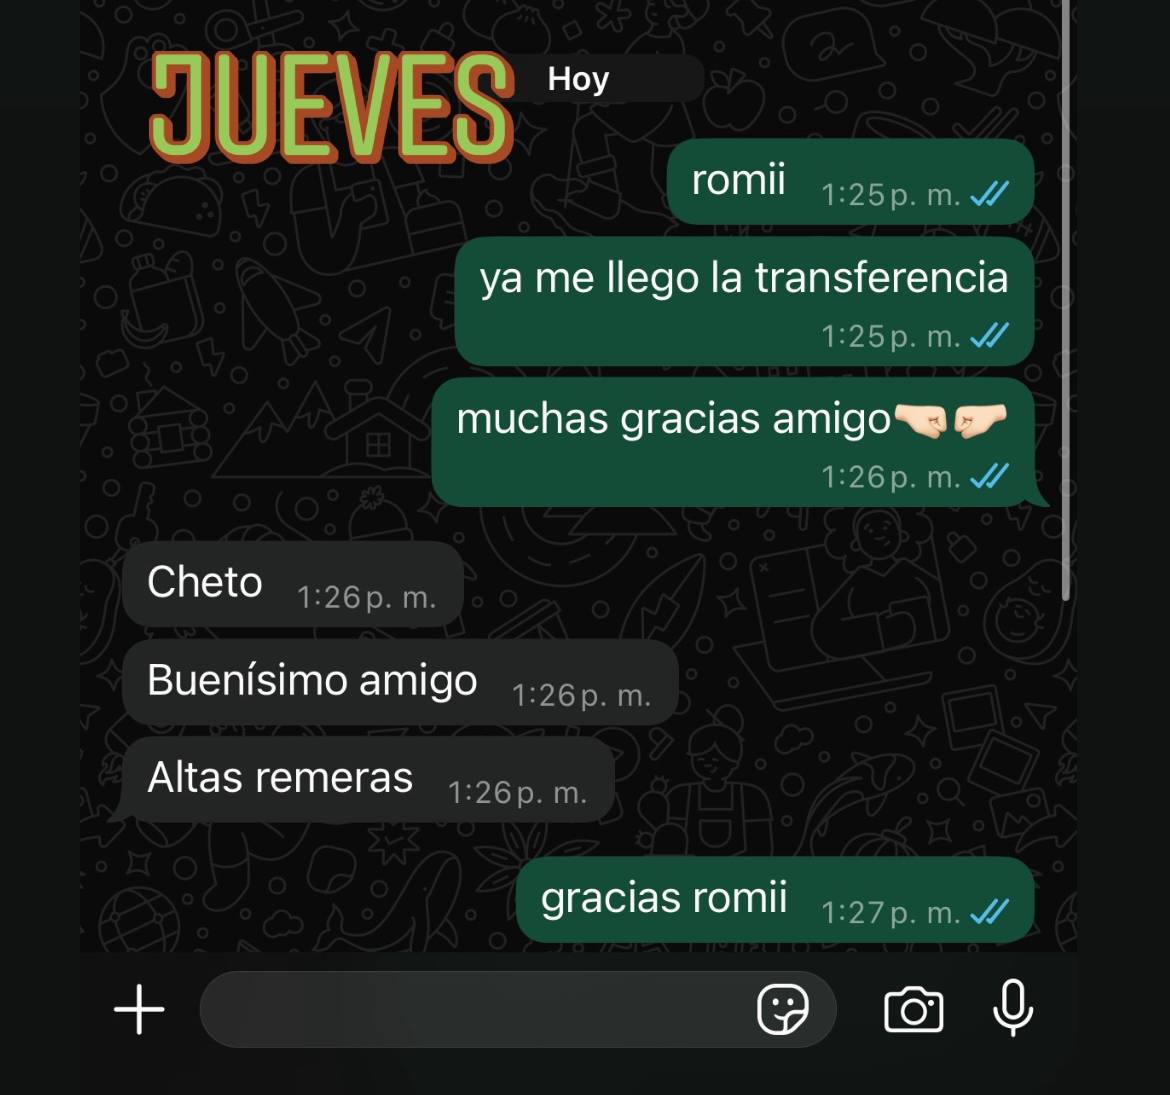 JUEVES
Hoy
romii 1:25 p. m.
ya me llego la transferencia
1:25 p. m.
muchas gracias amigo🤜🏻🤛🏻
1:26 p. m.
Cheto 1:26 p. m.
Buenísimo amigo 1:26 p. m.
Altas remeras 1:26 p. m.
gracias romii 1:27 p. m.